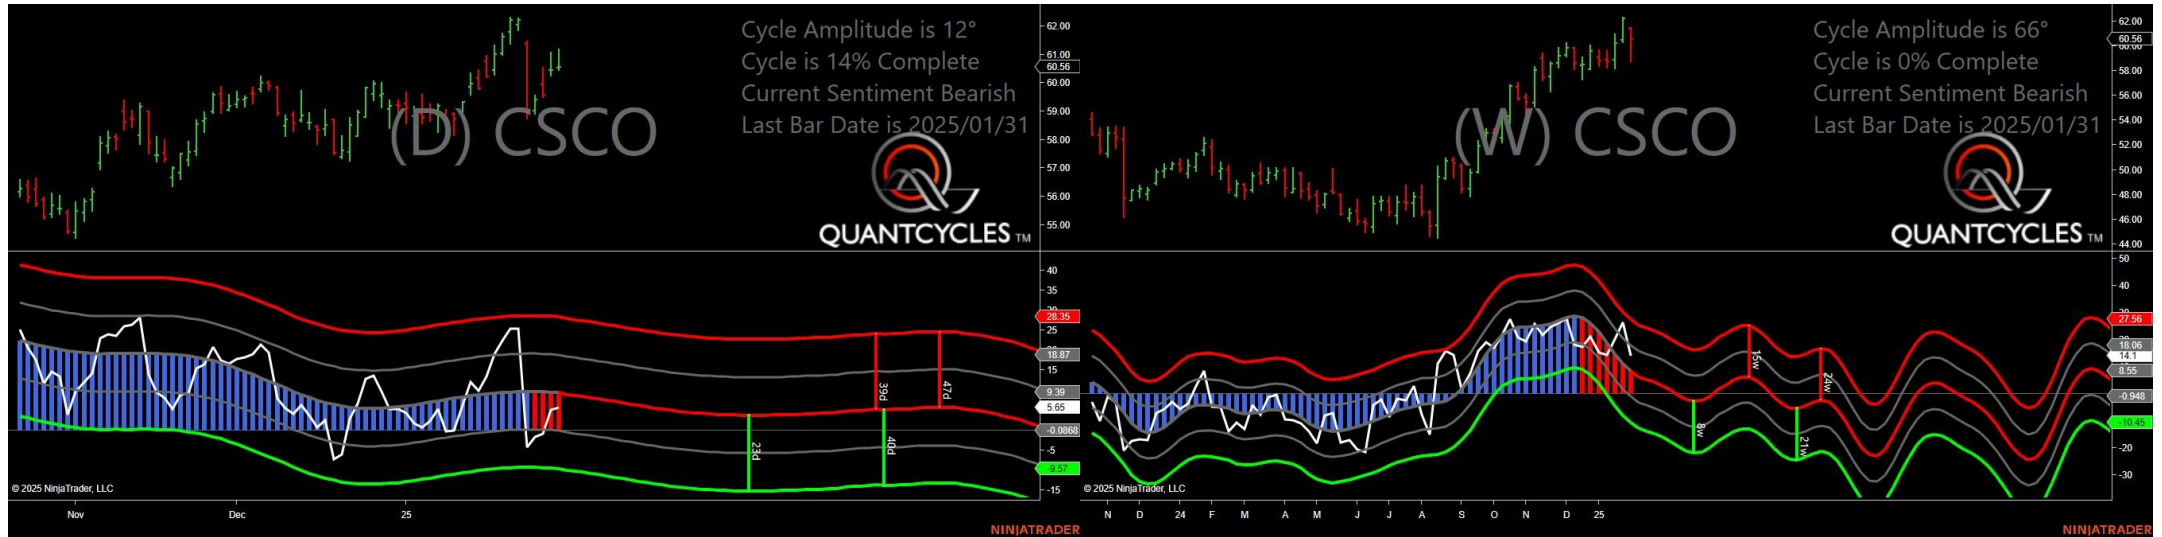 Cycle Amplitude is 12°
Cycle is 14% Complete
Current Sentiment Bearish
Last Bar Date is 2025/01/31
(D) CSCO
QUANTCYCLES TM
62.00
61.00
60.56
60.00
59.00
58.00
57.00
56.00
55.00
40
35
28.35
25
18.87
15
9.39
5.65
-0.0868
-5
-9.57
-15
23d
39d
40d
47d
© 2025 NinjaTrader, LLC
Nov
Dec
25
NINJATRADER
Cycle Amplitude is 66°
Cycle is 0% Complete
Current Sentiment Bearish
Last Bar Date is 2025/01/31
(W) CSCO
QUANTCYCLES TM
62.00
60.56
60.00
58.00
56.00
54.00
52.00
50.00
48.00
46.00
44.00
50
40
27.56
18.06
14.1
8.55
-0.948
-10.45
-20
-30
8w
15w
21w
24w
© 2025 NinjaTrader, LLC
N D 24 F M A M J J A S O N D 25
NINJATRADER